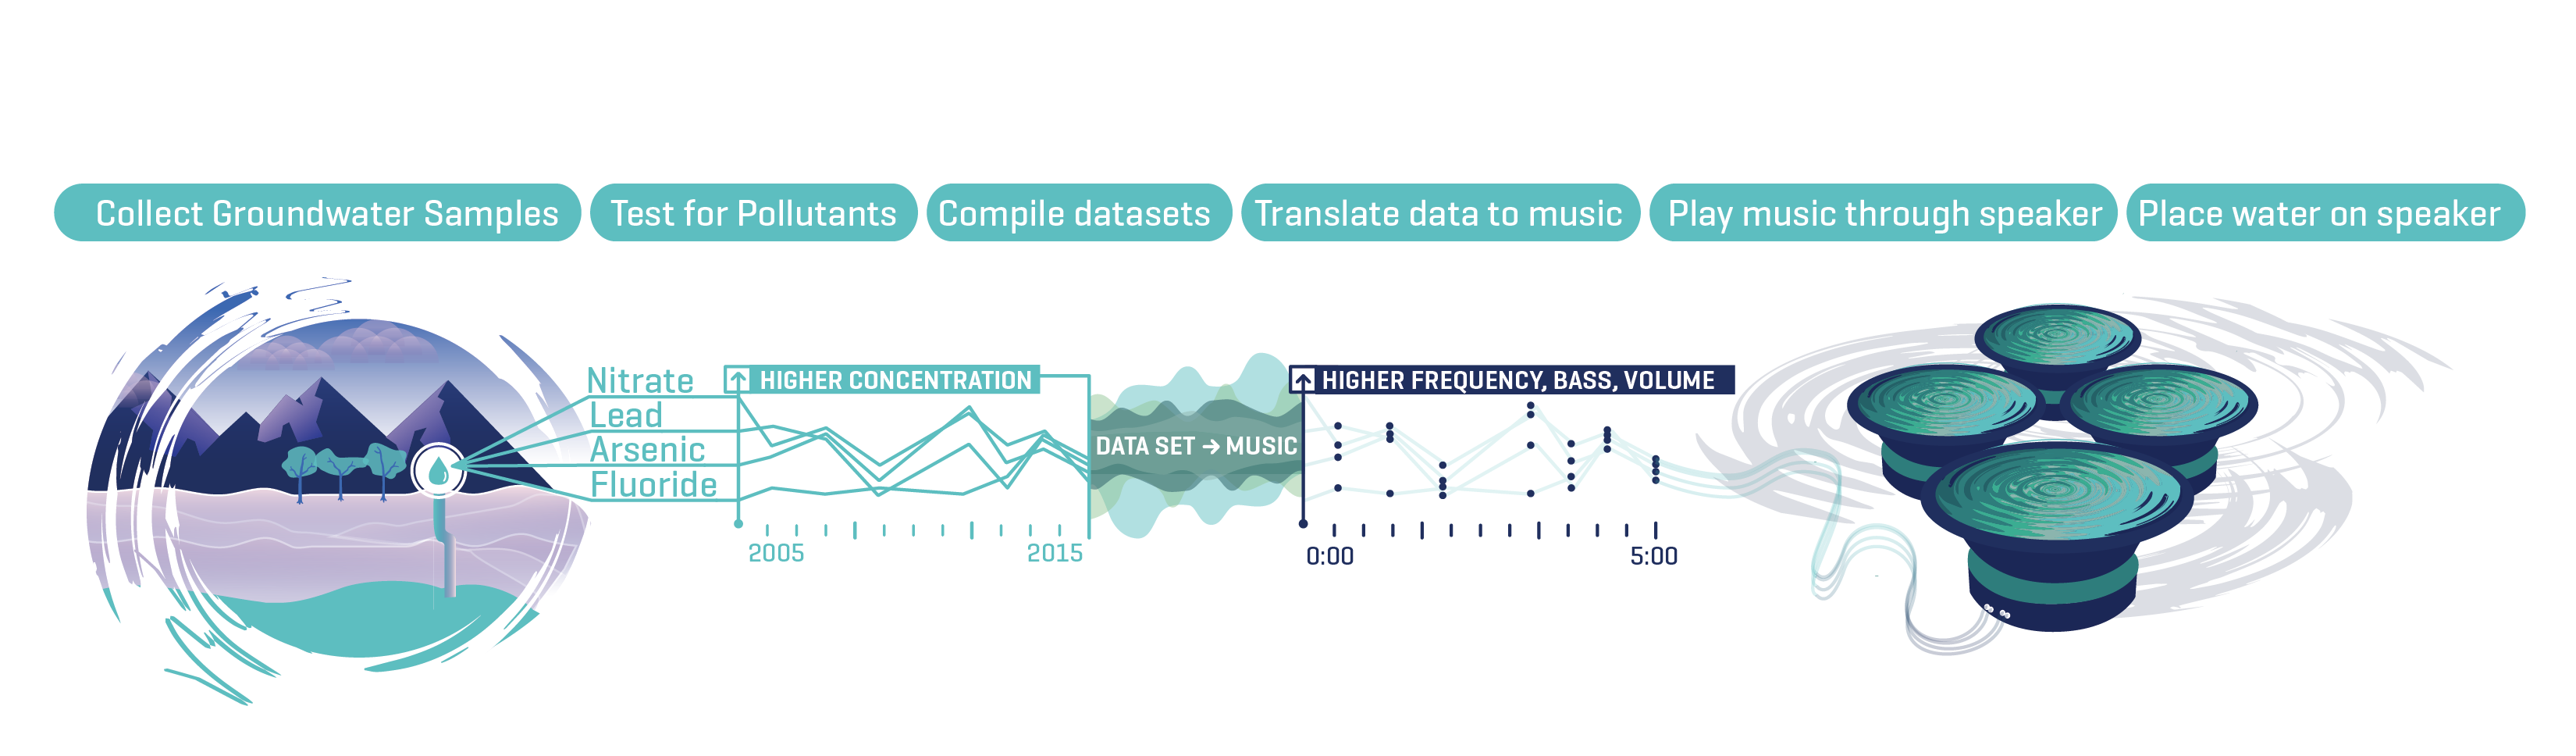 Collect Groundwater Samples
Test for Pollutants
Compile datasets
Translate data to music
Play music through speaker
Place water on speaker
Nitrate
Lead
Arsenic
Fluoride
HIGHER CONCENTRATION
2005
2015
DATA SET → MUSIC
HIGHER FREQUENCY, BASS, VOLUME
0:00
5:00